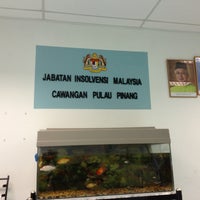 JABATAN INSOLVENSI MALAYSIA
CAWANGAN PULAU PINANG